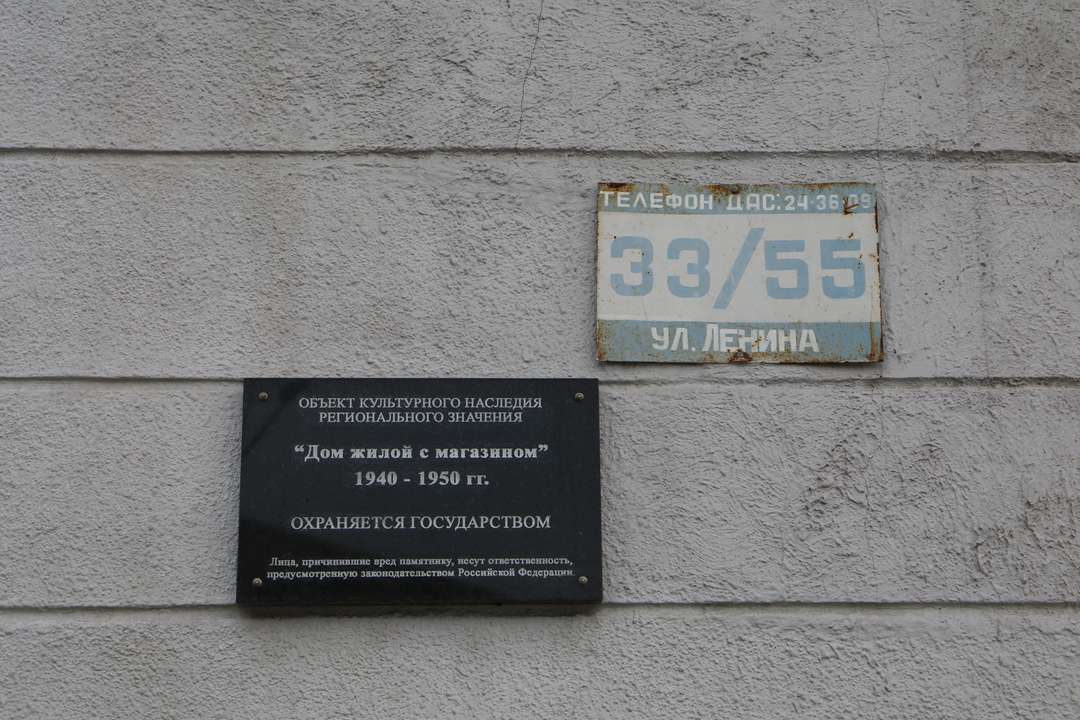 ТЕЛЕФОН ДДС: 24-36-09
33/55
УЛ. ЛЕНИНА
ОБЪЕКТ КУЛЬТУРНОГО НАСЛЕДИЯ
РЕГИОНАЛЬНОГО ЗНАЧЕНИЯ
“Дом жилой с магазином”
1940 - 1950 гг.
ОХРАНЯЕТСЯ ГОСУДАРСТВОМ
Лица, причинившие вред памятнику, несут ответственность,
предусмотренную законодательством Российской Федерации